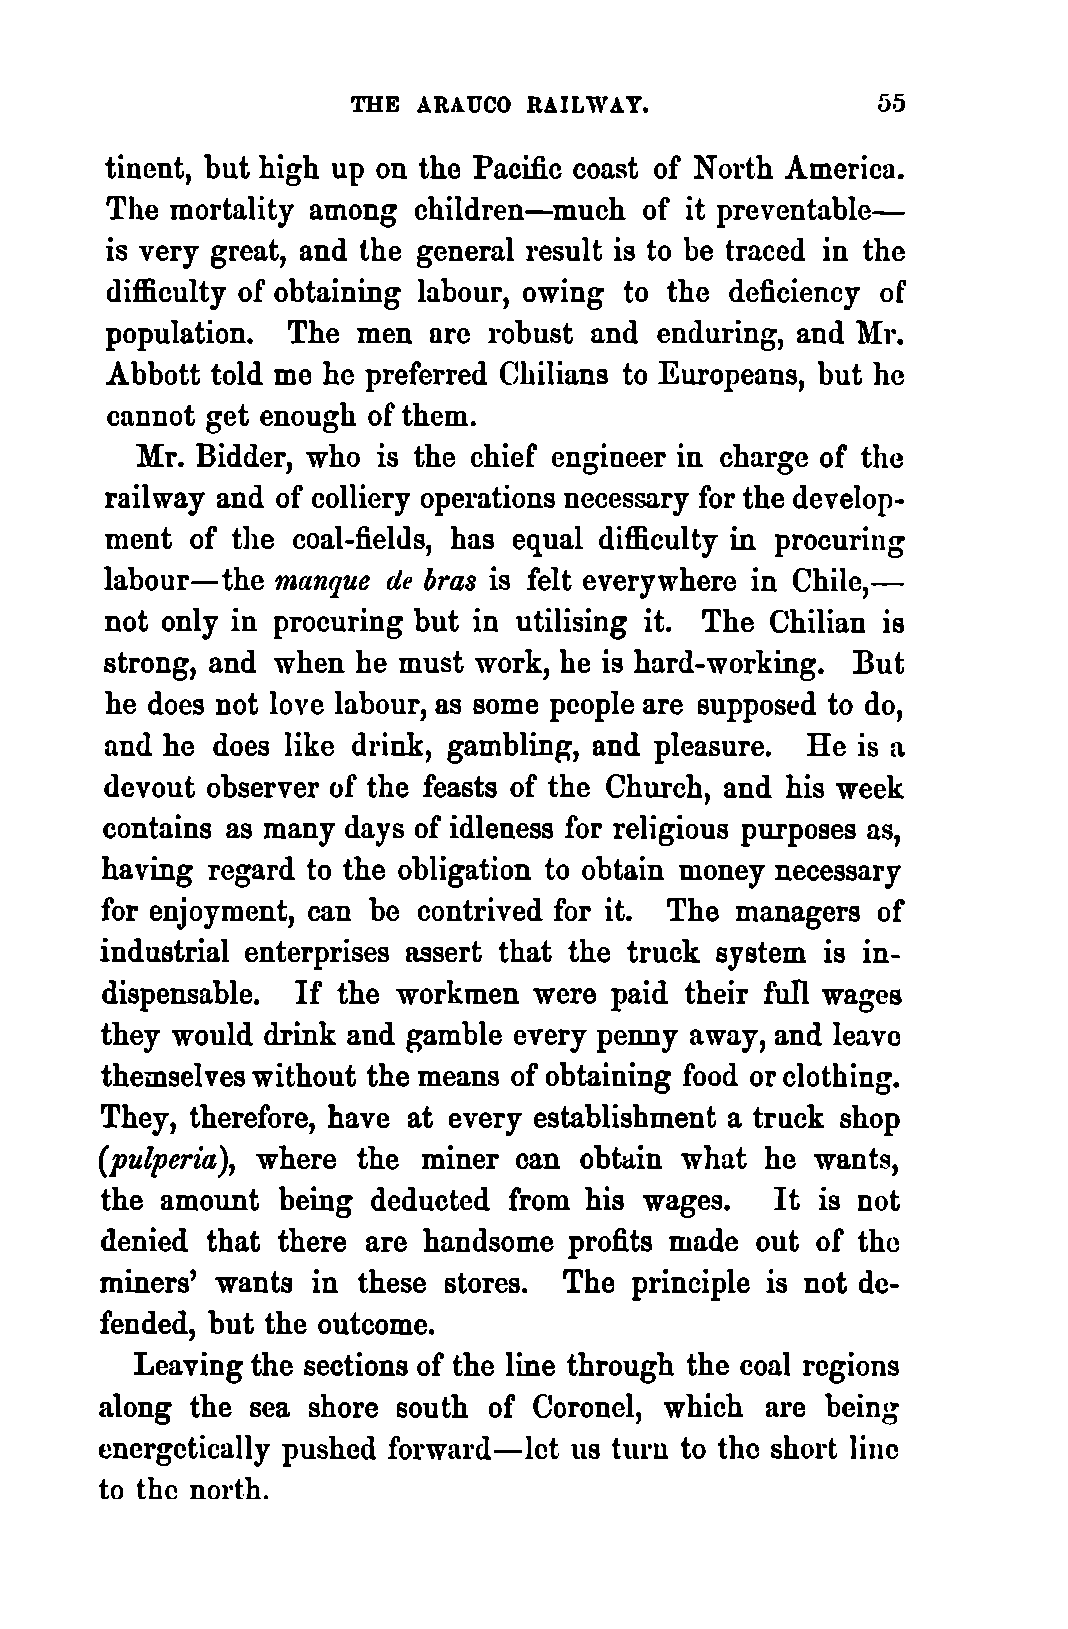 THE ARAUCO RAILWAY. 55
tinent, but high up on the Pacific coast of North America.
The mortality among children—much of it preventable—
is very great, and the general result is to be traced in the
difficulty of obtaining labour, owing to the deficiency of
population. The men are robust and enduring, and Mr.
Abbott told me he preferred Chilians to Europeans, but he
cannot get enough of them.
Mr. Bidder, who is the chief engineer in charge of the
railway and of colliery operations necessary for the develop-
ment of the coal-fields, has equal difficulty in procuring
labour—the manque de bras is felt everywhere in Chile,—
not only in procuring but in utilising it. The Chilian is
strong, and when he must work, he is hard-working. But
he does not love labour, as some people are supposed to do,
and he does like drink, gambling, and pleasure. He is a
devout observer of the feasts of the Church, and his week
contains as many days of idleness for religious purposes as,
having regard to the obligation to obtain money necessary
for enjoyment, can be contrived for it. The managers of
industrial enterprises assert that the truck system is in-
dispensable. If the workmen were paid their full wages
they would drink and gamble every penny away, and leave
themselves without the means of obtaining food or clothing.
They, therefore, have at every establishment a truck shop
(pulperia), where the miner can obtain what he wants,
the amount being deducted from his wages. It is not
denied that there are handsome profits made out of the
miners' wants in these stores. The principle is not de-
fended, but the outcome.
Leaving the sections of the line through the coal regions
along the sea shore south of Coronel, which are being
energetically pushed forward—let us turn to the short line
to the north.